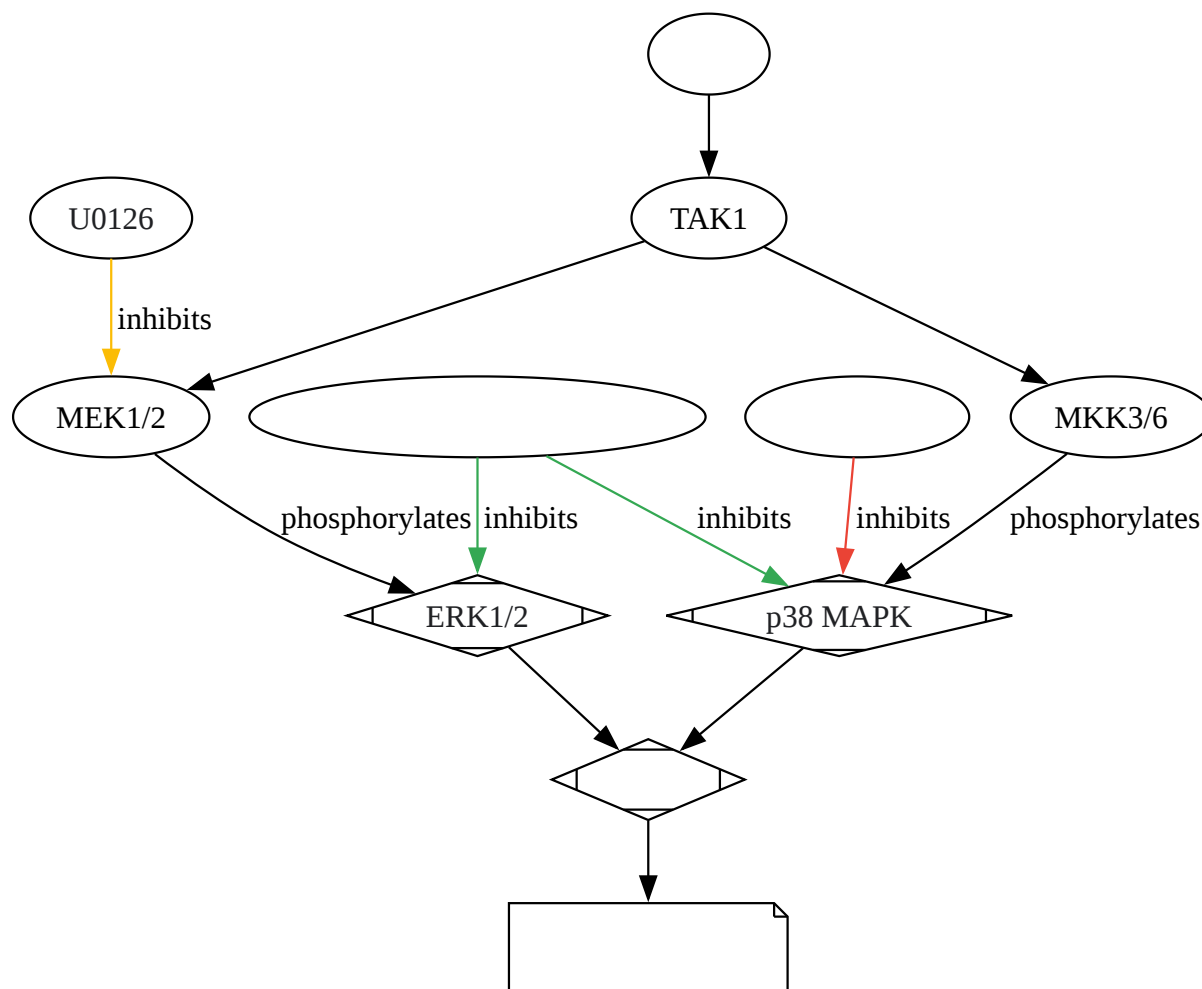 U0126
TAK1
inhibits
MEK1/2
MKK3/6
phosphorylates
inhibits
inhibits
inhibits
phosphorylates
ERK1/2
p38 MAPK